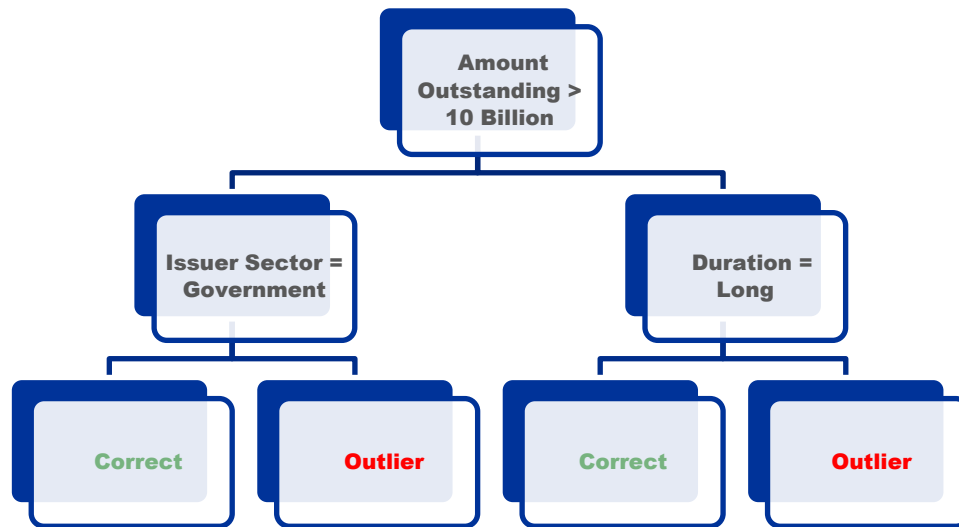 Amount
Outstanding >
10 Billion
Issuer Sector =
Government
Duration =
Long
Correct
Outlier
Correct
Outlier